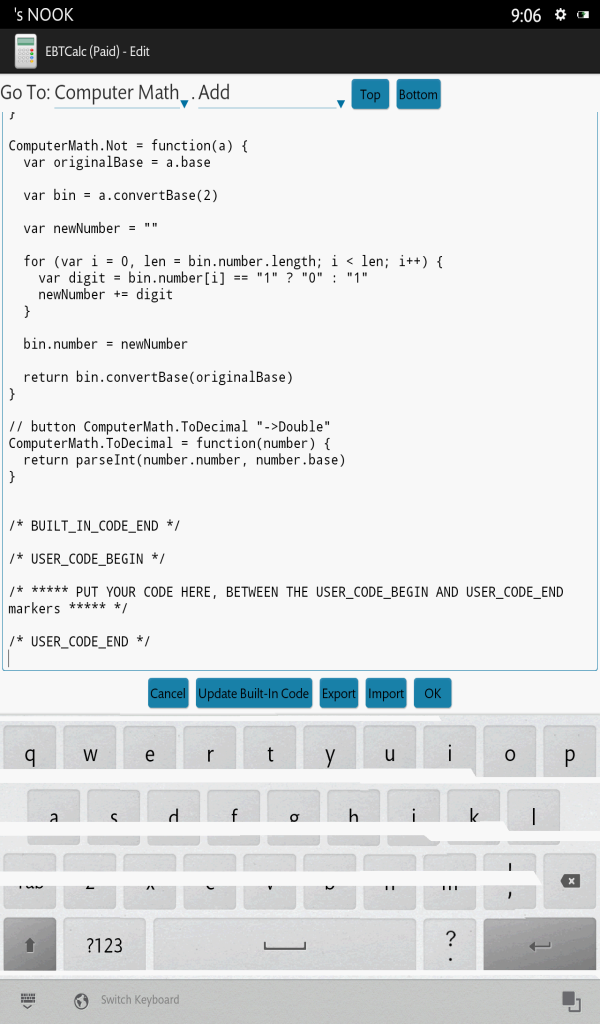 's NOOK
9:06
EBTCalc (Paid) - Edit
Go To: Computer Math . Add Top Bottom
}
ComputerMath.Not = function(a) {
  var originalBase = a.base
  var bin = a.convertBase(2)
  var newNumber = ""
  for (var i = 0, len = bin.number.length; i < len; i++) {
    var digit = bin.number[i] == "1" ? "0" : "1"
    newNumber += digit
  }
  bin.number = newNumber
  return bin.convertBase(originalBase)
}
// button ComputerMath.ToDecimal "->Double"
ComputerMath.ToDecimal = function(number) {
  return parseInt(number.number, number.base)
}
/* BUILT_IN_CODE_END */
/* USER_CODE_BEGIN */
/* ***** PUT YOUR CODE HERE, BETWEEN THE USER_CODE_BEGIN AND USER_CODE_END
markers ***** */
/* USER_CODE_END */
Cancel Update Built-In Code Export Import OK
q w e r t y u i o p
a s d f g h j k l
! ,
?123 ? .
Switch Keyboard